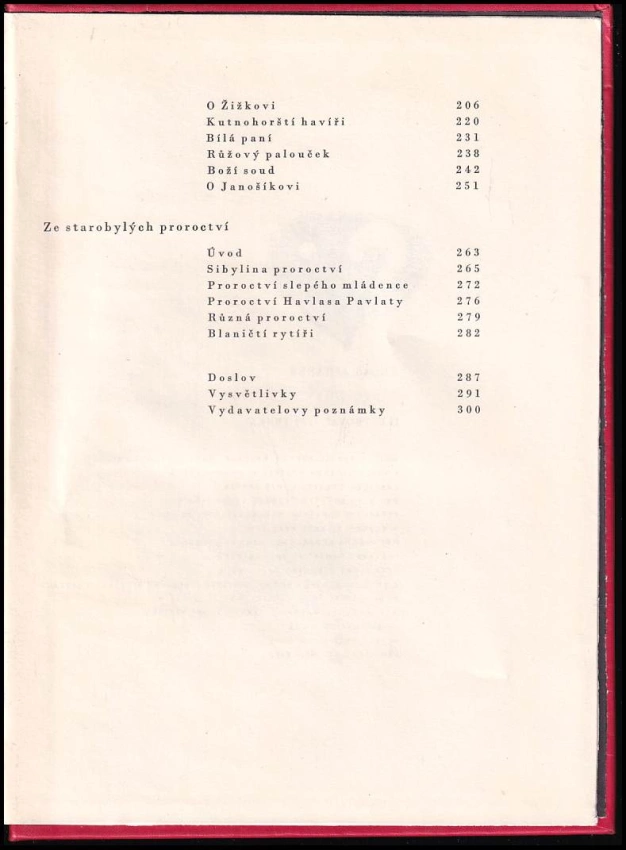 O Žižkovi 206
Kutnohorští havíři 220
Bílá paní 231
Růžový palouček 238
Boží soud 242
O Janošíkovi 251
Ze starobylých proroctví
Úvod 263
Sibylina proroctví 265
Proroctví slepého mládence 272
Proroctví Havlasa Pavlaty 276
Různá proroctví 279
Blaničtí rytíři 282
Doslov 287
Vysvětlivky 291
Vydavatelovy poznámky 300